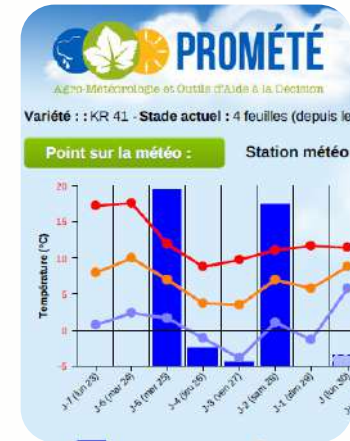 PROMÉTÉ
Agro-Météorologie et Outils d'Aide à la Décision
Variété : : KR 41 - Stade actuel : 4 feuilles (depuis le
Point sur la météo :
Station météo
Température (°C)
20
15
10
5
0
-5
J-7 (lun 23)
J-6 (mar 24)
J-5 (mer 25)
J-4 (jeu 26)
J-3 (ven 27)
J-2 (sam 28)
J-1 (dim 29)
J (lun 30)